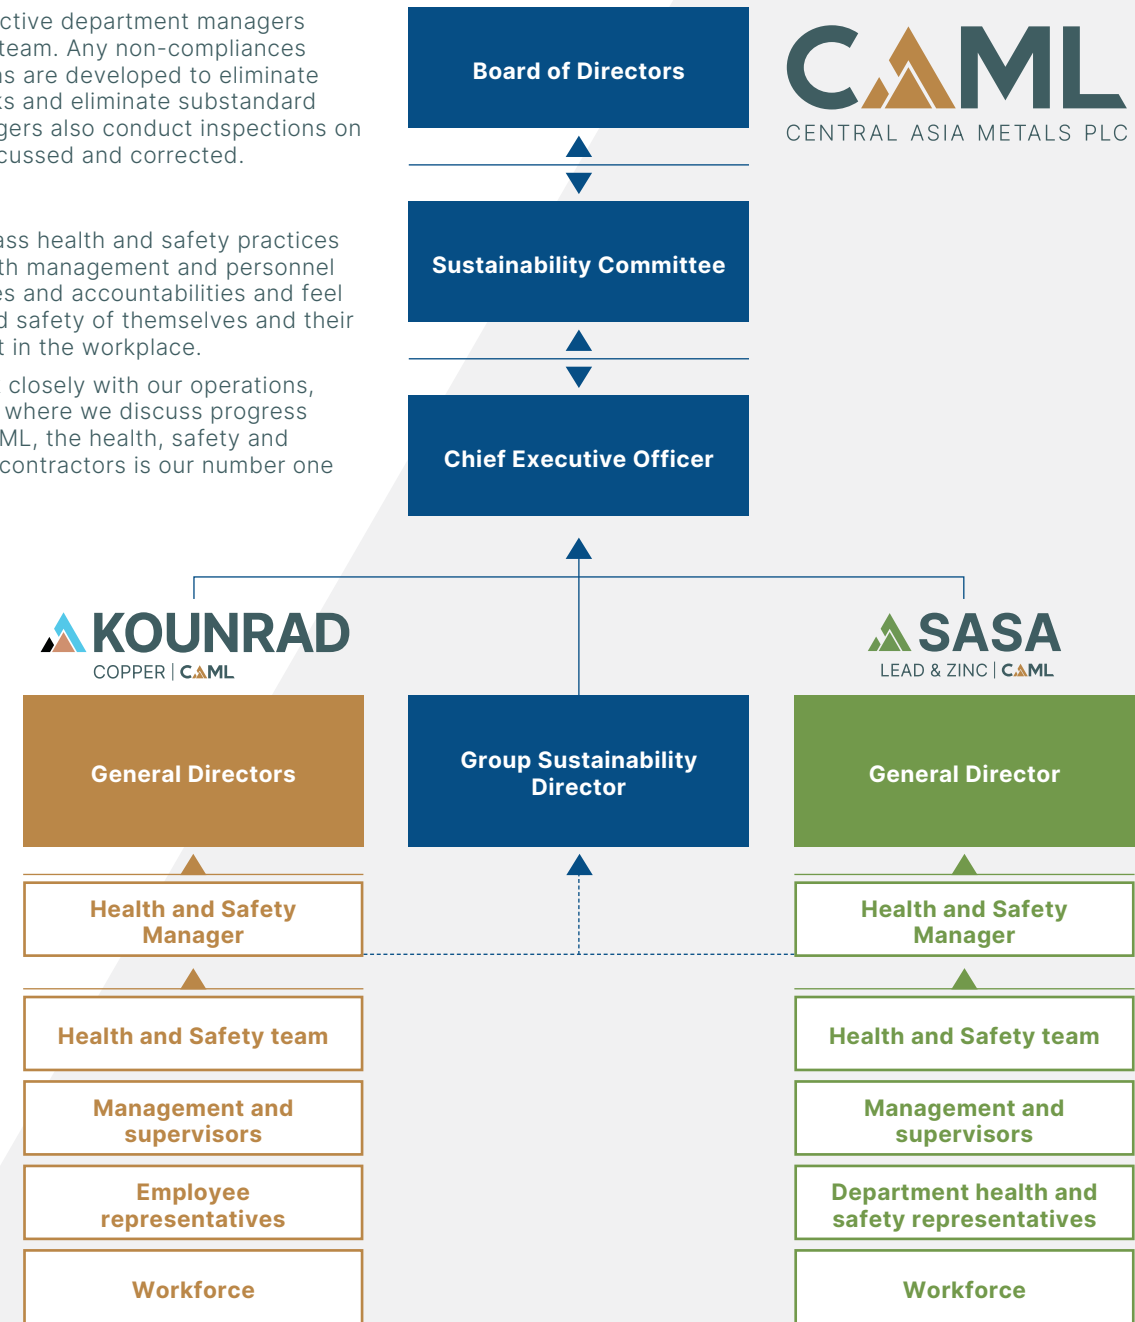 ctive department managers
team. Any non-compliances
are developed to eliminate
and eliminate substandard
gers also conduct inspections on
cussed and corrected.
ass health and safety practices
th management and personnel
es and accountabilities and feel
d safety of themselves and their
t in the workplace.
closely with our operations,
where we discuss progress
ML, the health, safety and
contractors is our number one
CAML
CENTRAL ASIA METALS PLC
Board of Directors
Sustainability Committee
Chief Executive Officer
KOUNRAD
COPPER | CAML
SASA
LEAD & ZINC | CAML
General Directors
Group Sustainability
Director
General Director
Health and Safety
Manager
Health and Safety team
Management and
supervisors
Employee
representatives
Workforce
Health and Safety
Manager
Health and Safety team
Management and
supervisors
Department health and
safety representatives
Workforce